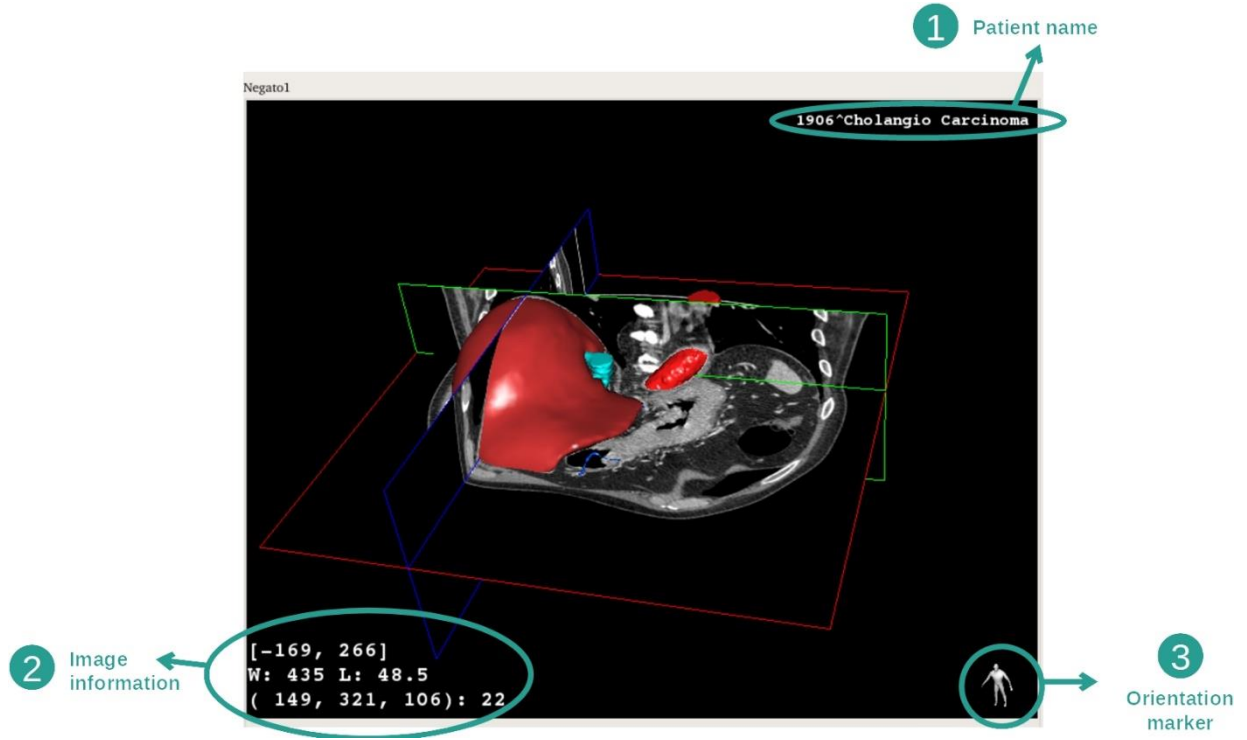 1 Patient name
Negato1
1906^Cholangio Carcinoma
[-169, 266]
W: 435 L: 48.5
( 149, 321, 106): 22
2 Image
information
3
Orientation
marker